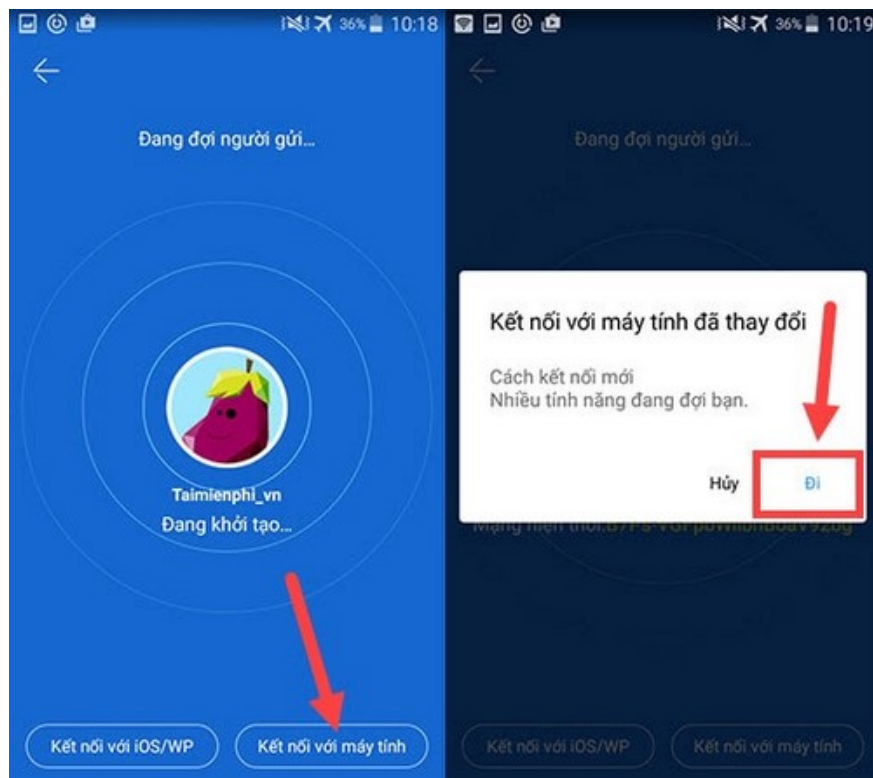 36% 10:18
Đang đợi người gửi...
Taimienphi_vn
Đang khởi tạo...
Kết nối với iOS/WP
Kết nối với máy tính
36% 10:19
Đang đợi người gửi...
Kết nối với máy tính đã thay đổi
Cách kết nối mới
Nhiều tính năng đang đợi bạn.
Hủy
Đi
Mạng hiện thời:
Kết nối với iOS/WP
Kết nối với máy tính